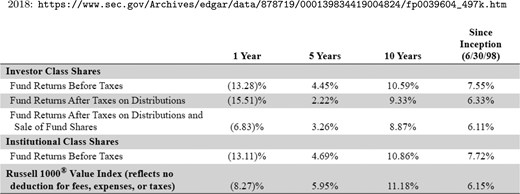 2018: https://www.sec.gov/Archives/edgar/data/878719/000139834419004824/fp0039604_497k.htm
1 Year 5 Years 10 Years Since Inception (6/30/98)
Investor Class Shares
Fund Returns Before Taxes (13.28)% 4.45% 10.59% 7.55%
Fund Returns After Taxes on Distributions (15.51)% 2.22% 9.33% 6.33%
Fund Returns After Taxes on Distributions and
Sale of Fund Shares (6.83)% 3.26% 8.87% 6.11%
Institutional Class Shares
Fund Returns Before Taxes (13.11)% 4.69% 10.86% 7.72%
Russell 1000® Value Index (reflects no
deduction for fees, expenses, or taxes) (8.27)% 5.95% 11.18% 6.15%